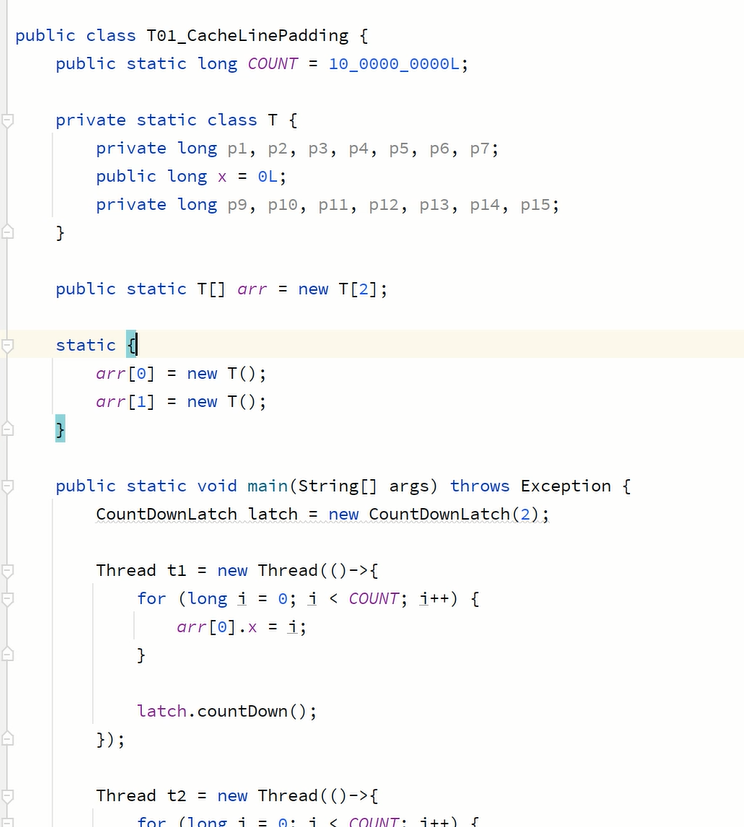 public class T01_CacheLinePadding {
public static long COUNT = 10_0000_0000L;
private static class T {
private long p1, p2, p3, p4, p5, p6, p7;
public long x = 0L;
private long p9, p10, p11, p12, p13, p14, p15;
}
public static T[] arr = new T[2];
static {
arr[0] = new T();
arr[1] = new T();
}
public static void main(String[] args) throws Exception {
CountDownLatch latch = new CountDownLatch(2);
Thread t1 = new Thread(()->{
for (long i = 0; i < COUNT; i++) {
arr[0].x = i;
}
latch.countDown();
});
Thread t2 = new Thread(()->{
for (long i = 0; i < COUNT; i++) {